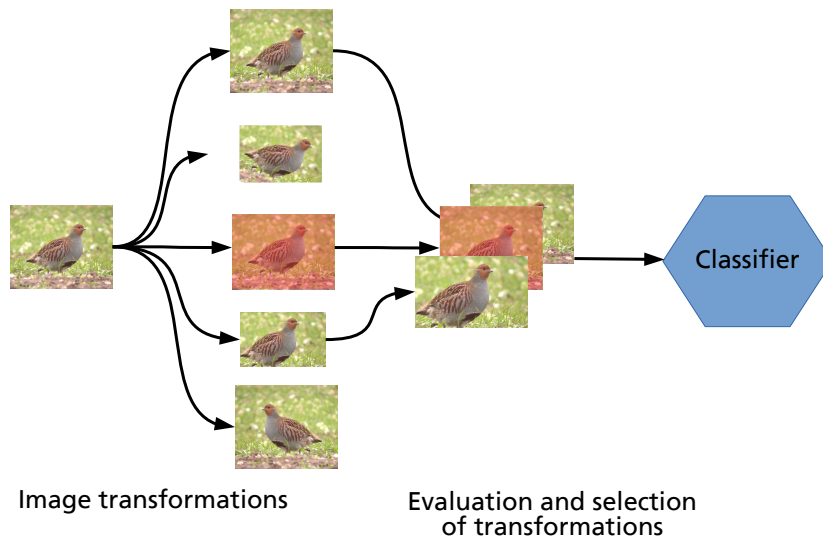 Classifier
Image transformations
Evaluation and selection
of transformations